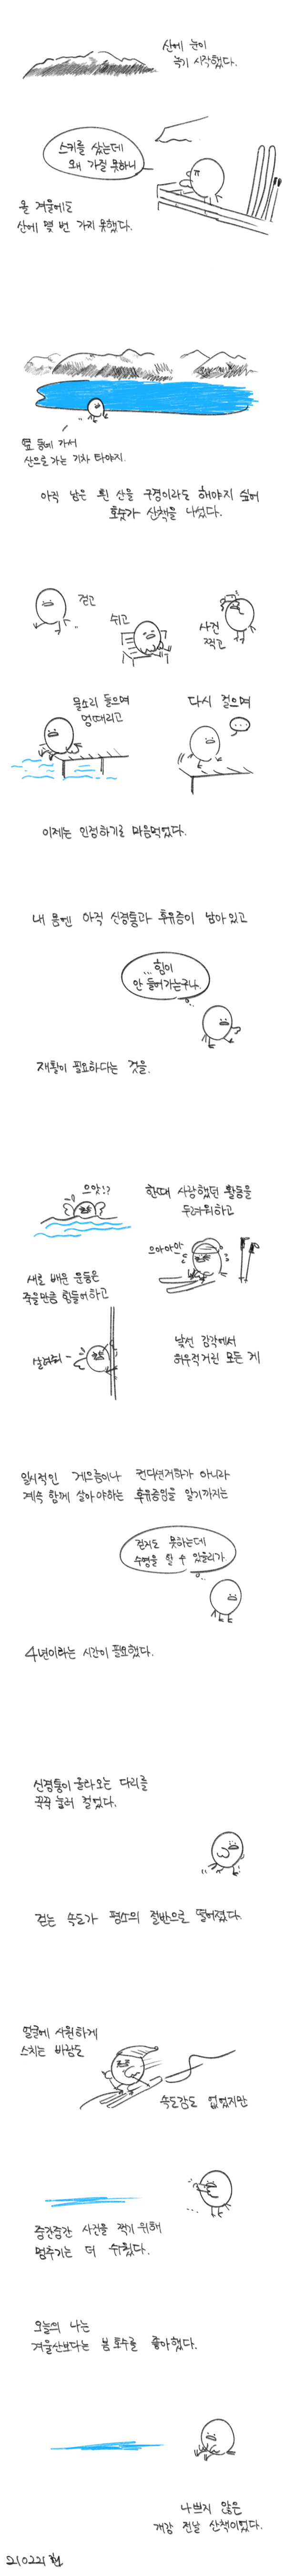 산에 눈이
녹기 시작했다.
스키를 샀는데
왜 가질 못하니
올 겨울에도
산에 몇 번 가지 못했다.
옆 동네 가서
산으로 가는 기차 타야지.
아직 남은 흰 산을 구경이라도 해야지 싶어
호숫가 산책을 나섰다.
걷고
쉬고
사진
찍고
물소리 들으며
멍때리고
다시 걸으며
...
이제는 인정하기로 마음먹었다.
내 몸엔 아직 신경통과 후유증이 남아있고
...힘이
안 들어가는구나.
재활이 필요하다는 것을.
으앗!?
한때 사랑했던 활동을
두려워하고
으아아안
새로 배운 운동은
죽을만큼 힘들어하고
살려줘-
낯선 감각에서
허우적거린 모든 게
일시적인 게으름이나 컨디션저하가 아니라
계속 함께 살아야하는 후유증임을 알기까지는
걷지도 못하는데
수영을 할 수 있을리가.
4년이라는 시간이 필요했다.
신경통이 올라오는 다리를
꾹꾹 눌러 걸었다.
걷는 속도가 평소의 절반으로 떨어졌다.
얼굴에 시원하게
스치는 바람도
속도감도 없었지만
중간중간 사진을 찍기 위해
멈추기는 더 쉬웠다.
오늘의 나는
겨울산보다는 봄 호수를 좋아했다.
나쁘지 않은
개강 전날 산책이었다.
210221